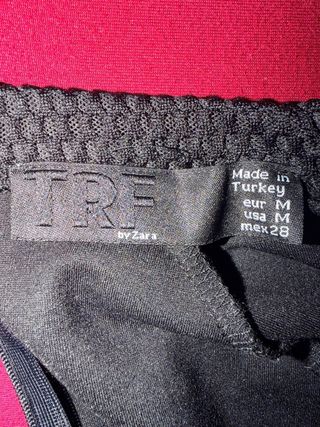 TRF
by Zara
Made in
Turkey
eur M
usa M
mex 28